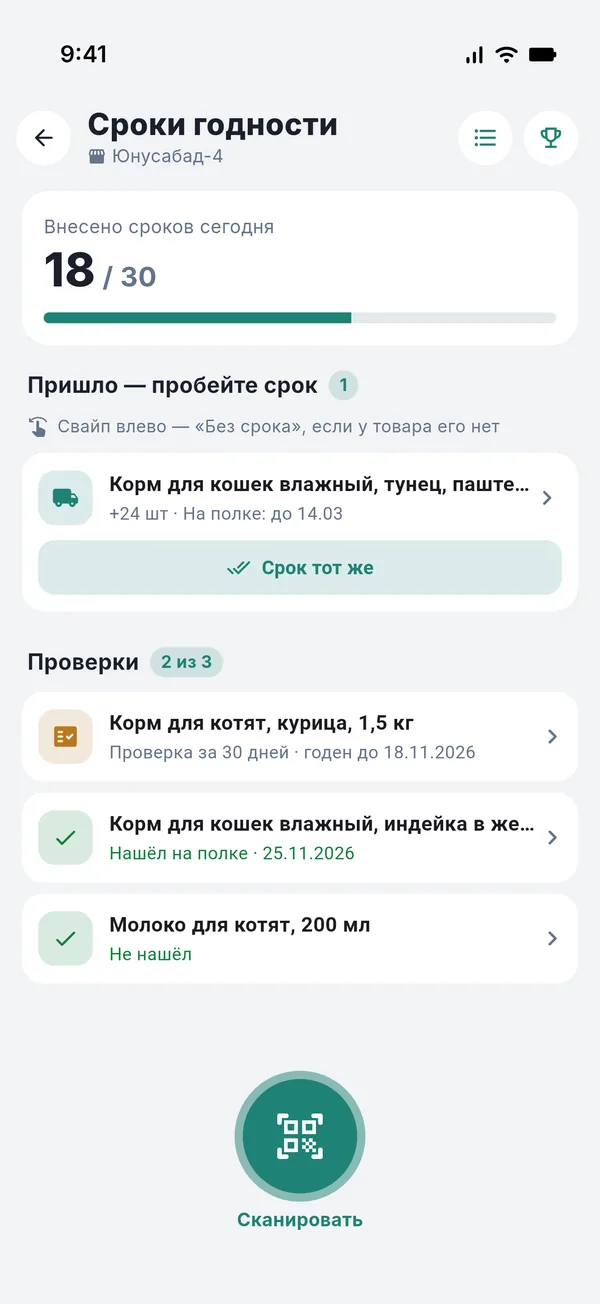 9:41
Сроки годности
Юнусабад-4
Внесено сроков сегодня
18 / 30
Пришло — пробейте срок 1
Свайп влево — «Без срока», если у товара его нет
Корм для кошек влажный, тунец, паште...
+24 шт · На полке: до 14.03
Срок тот же
Проверки 2 из 3
Корм для котят, курица, 1,5 кг
Проверка за 30 дней · годен до 18.11.2026
Корм для кошек влажный, индейка в же...
Нашёл на полке · 25.11.2026
Молоко для котят, 200 мл
Не нашёл
Сканировать